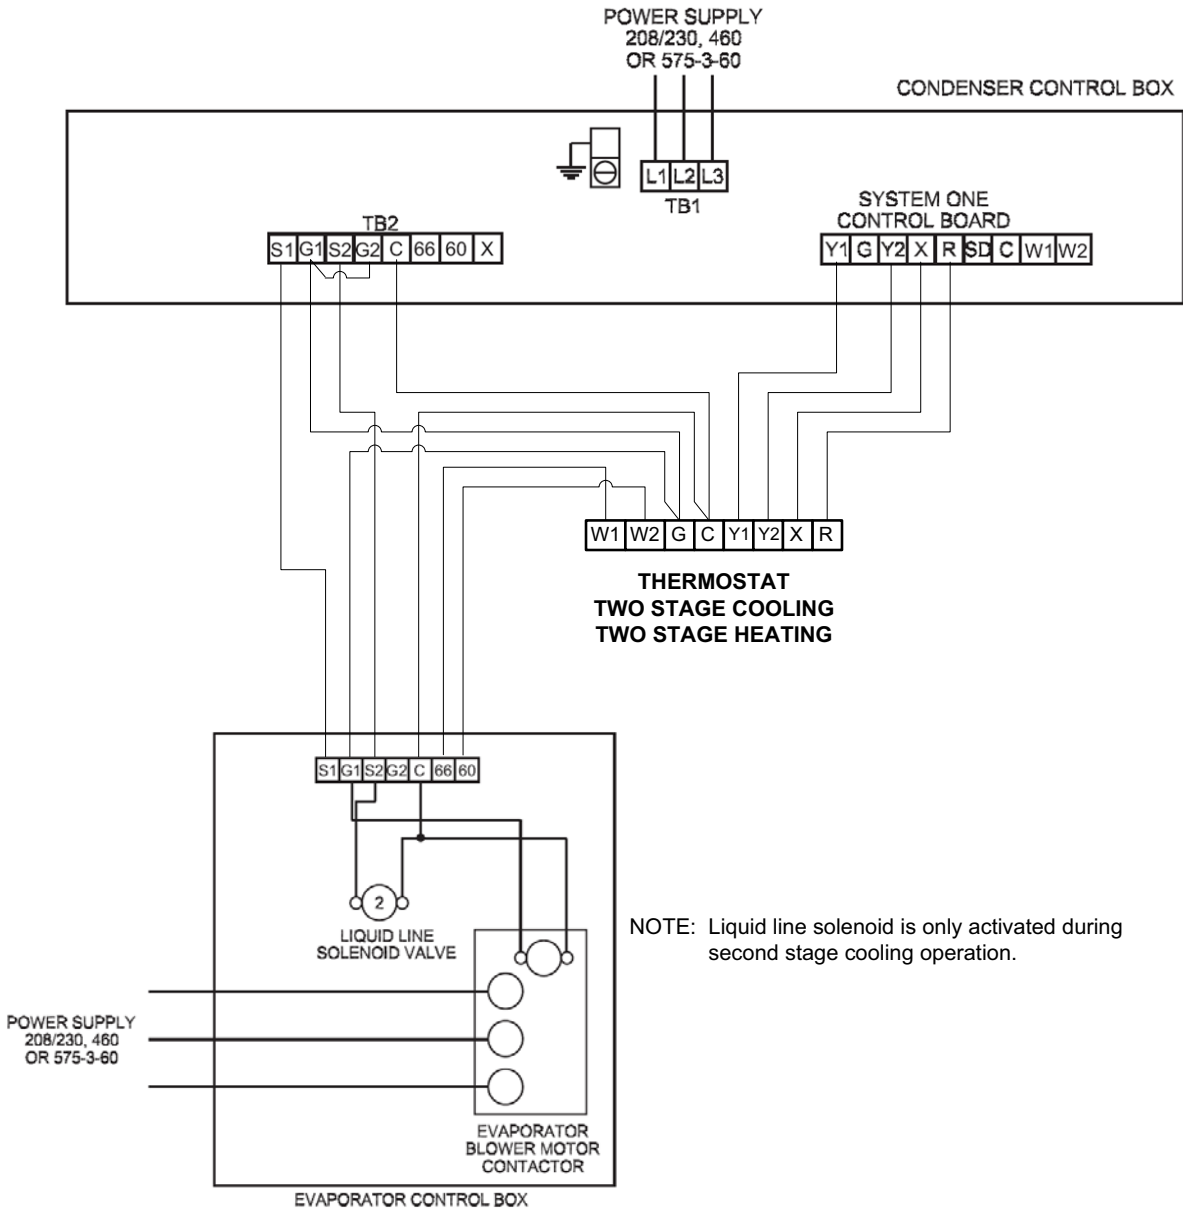 POWER SUPPLY
208/230, 460
OR 575-3-60
CONDENSER CONTROL BOX
L1 L2 L3
TB1
SYSTEM ONE
CONTROL BOARD
TB2
S1 G1 S2 G2 C 66 60 X
Y1 G Y2 X R SD C W1 W2
W1 W2 G C Y1 Y2 X R
THERMOSTAT
TWO STAGE COOLING
TWO STAGE HEATING
S1 G1 S2 G2 C 66 60
2
LIQUID LINE
SOLENOID VALVE
NOTE: Liquid line solenoid is only activated during
second stage cooling operation.
POWER SUPPLY
208/230, 460
OR 575-3-60
EVAPORATOR
BLOWER MOTOR
CONTACTOR
EVAPORATOR CONTROL BOX